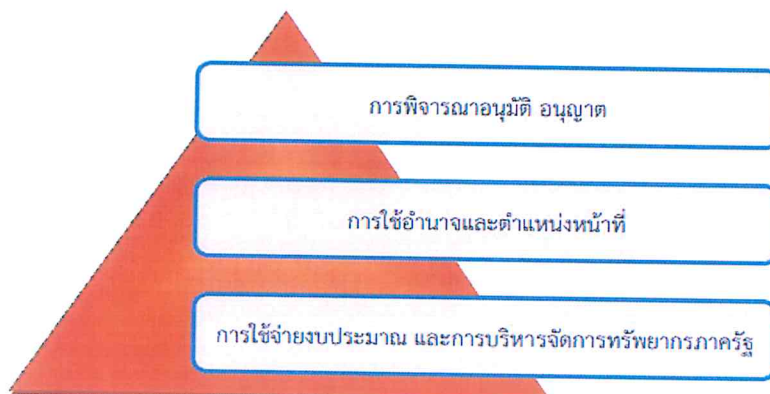 การพิจารณาอนุมัติ อนุญาต
การใช้อำนาจและตำแหน่งหน้าที่
การใช้จ่ายงบประมาณ และการบริหารจัดการทรัพยากรภาครัฐ